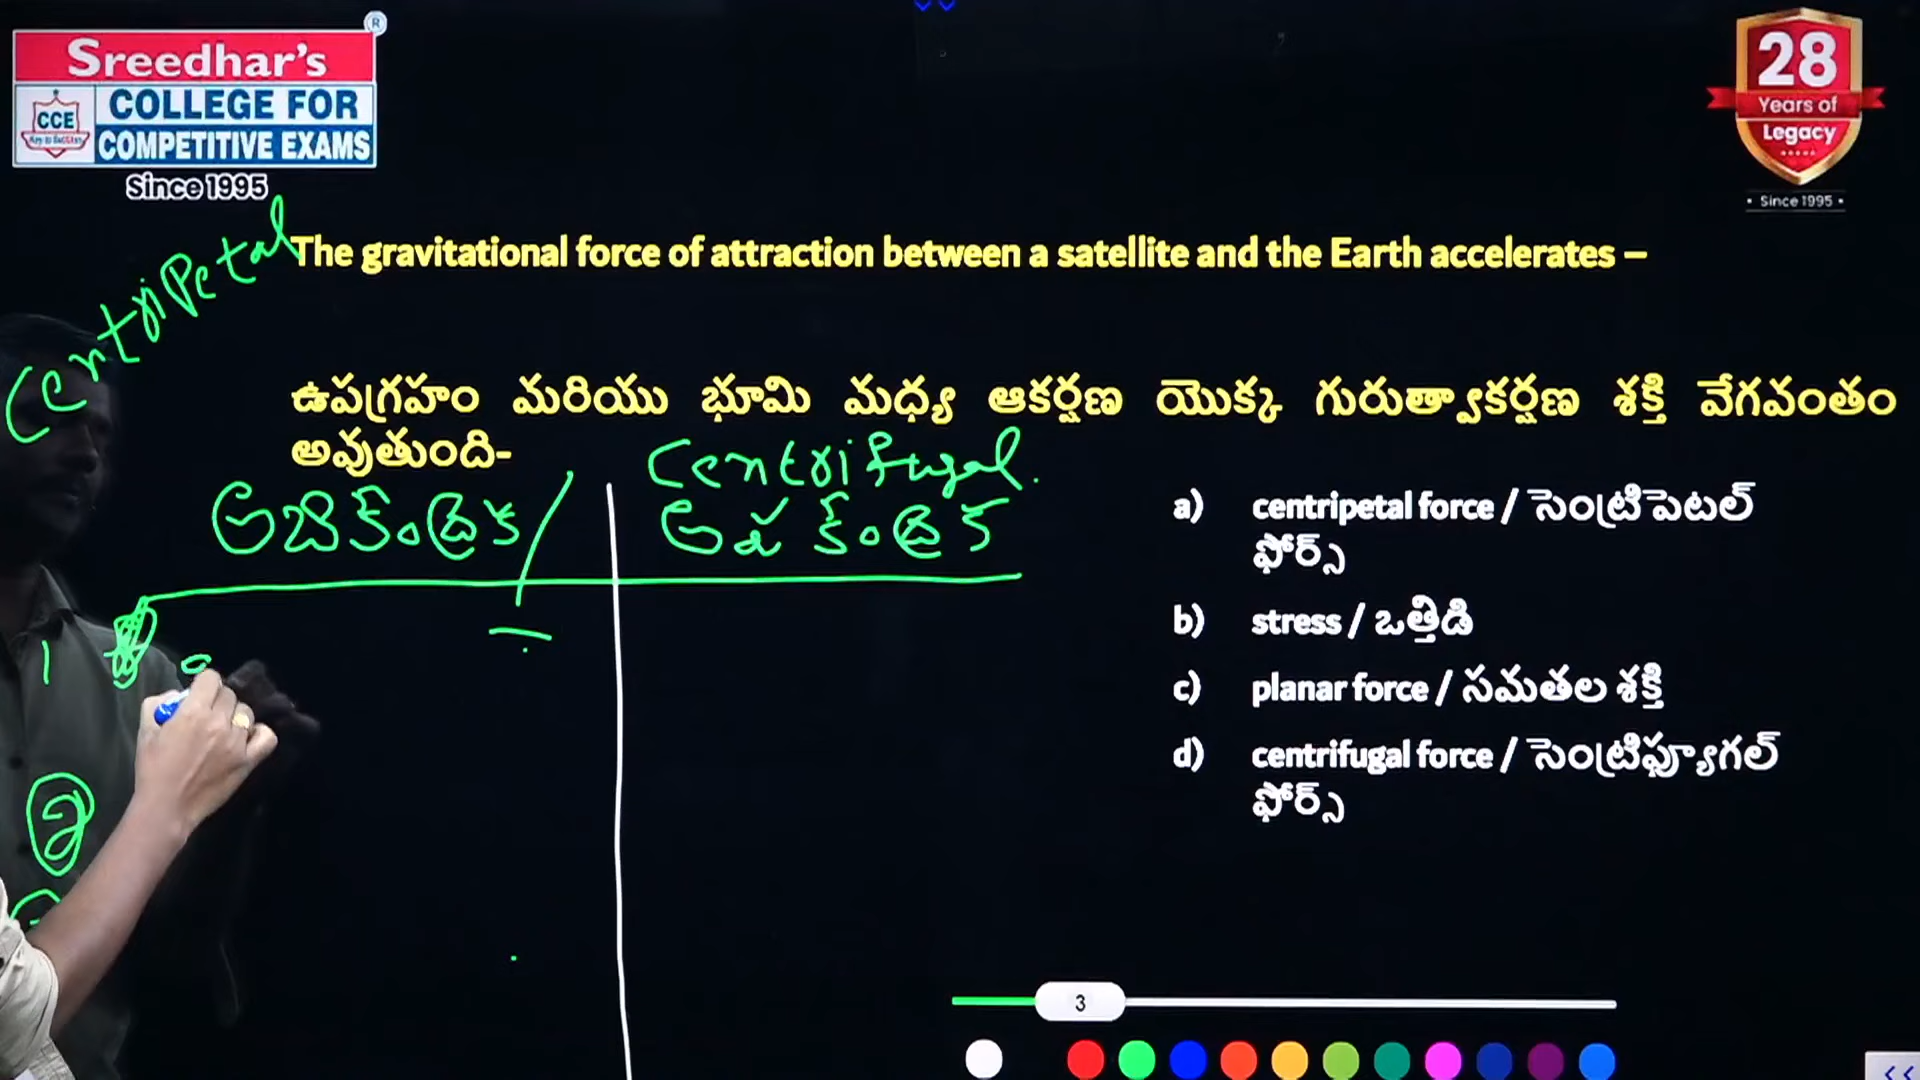 Sreedhar's
®
CCE
COLLEGE FOR
COMPETITIVE EXAMS
Since 1995
28
Years of
Legacy
• Since 1995 •
Centripetal
The gravitational force of attraction between a satellite and the Earth accelerates –
ఉపగ్రహం మరియు భూమి మధ్య ఆకర్షణ యొక్క గురుత్వాకర్షణ శక్తి వేగవంతం
అవుతుంది-
Centrifugal.
అభికేంద్రక
అపకేంద్రక
a) centripetal force / సెంట్రిపెటల్
ఫోర్స్
b) stress / ఒత్తిడి
c) planar force / సమతల శక్తి
d) centrifugal force / సెంట్రిఫ్యూగల్
ఫోర్స్
1
2
3